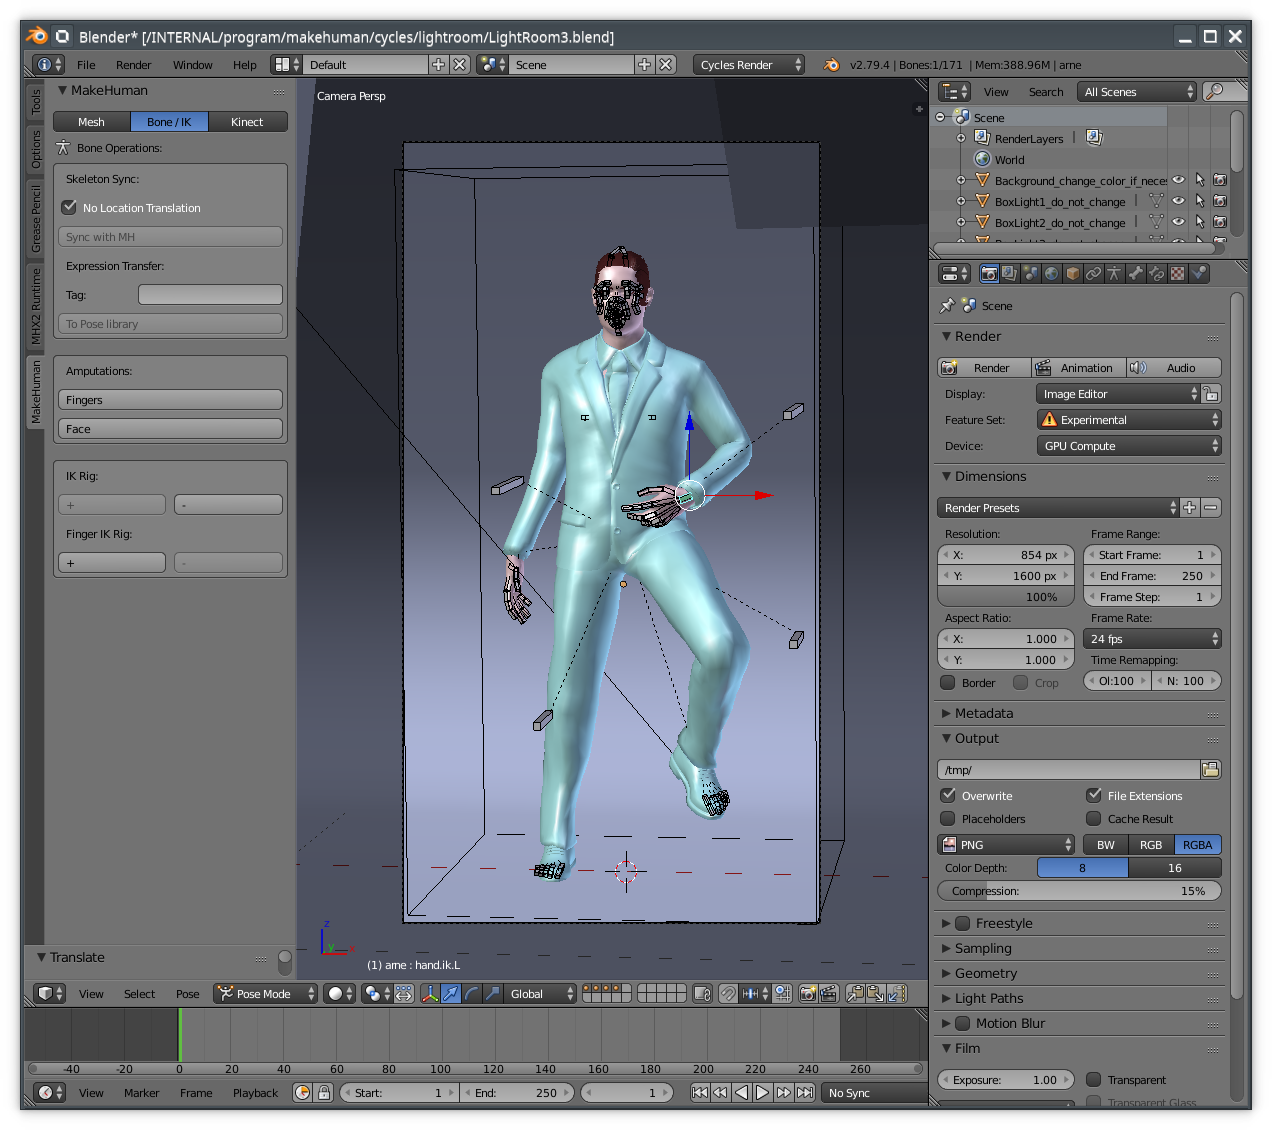 Blender* [/INTERNAL/program/makehuman/cycles/lightroom/LightRoom3.blend]
File Render Window Help Default Scene Cycles Render v2.79.4 | Bones:1/171 | Mem:388.96M | arne
Tools
Options
Grease Pencil
MHX2 Runtime
MakeHuman
MakeHuman
Mesh Bone / IK Kinect
Bone Operations:
Skeleton Sync:
No Location Translation
Sync with MH
Expression Transfer:
Tag:
To Pose library
Amputations:
Fingers
Face
IK Rig:
+ -
Finger IK Rig:
+ -
Translate
Camera Persp
z
y x
(1) arne : hand.ik.L
View Select Pose Pose Mode Global
-40 -20 0 20 40 60 80 100 120 140 160 180 200 220 240 260
View Marker Frame Playback Start: 1 End: 250 1 No Sync
View Search All Scenes
Scene
RenderLayers |
World
Background_change_color_if_neces
BoxLight1_do_not_change |
BoxLight2_do_not_change |
Scene
Render
Render Animation Audio
Display: Image Editor
Feature Set: Experimental
Device: GPU Compute
Dimensions
Render Presets
Resolution: Frame Range:
X: 854 px Start Frame: 1
Y: 1600 px End Frame: 250
100% Frame Step: 1
Aspect Ratio: Frame Rate:
X: 1.000 24 fps
Y: 1.000 Time Remapping:
Border Crop Ol:100 N: 100
Metadata
Output
/tmp/
Overwrite File Extensions
Placeholders Cache Result
PNG BW RGB RGBA
Color Depth: 8 16
Compression: 15%
Freestyle
Sampling
Geometry
Light Paths
Motion Blur
Film
Exposure: 1.00 Transparent
Transparent Glass